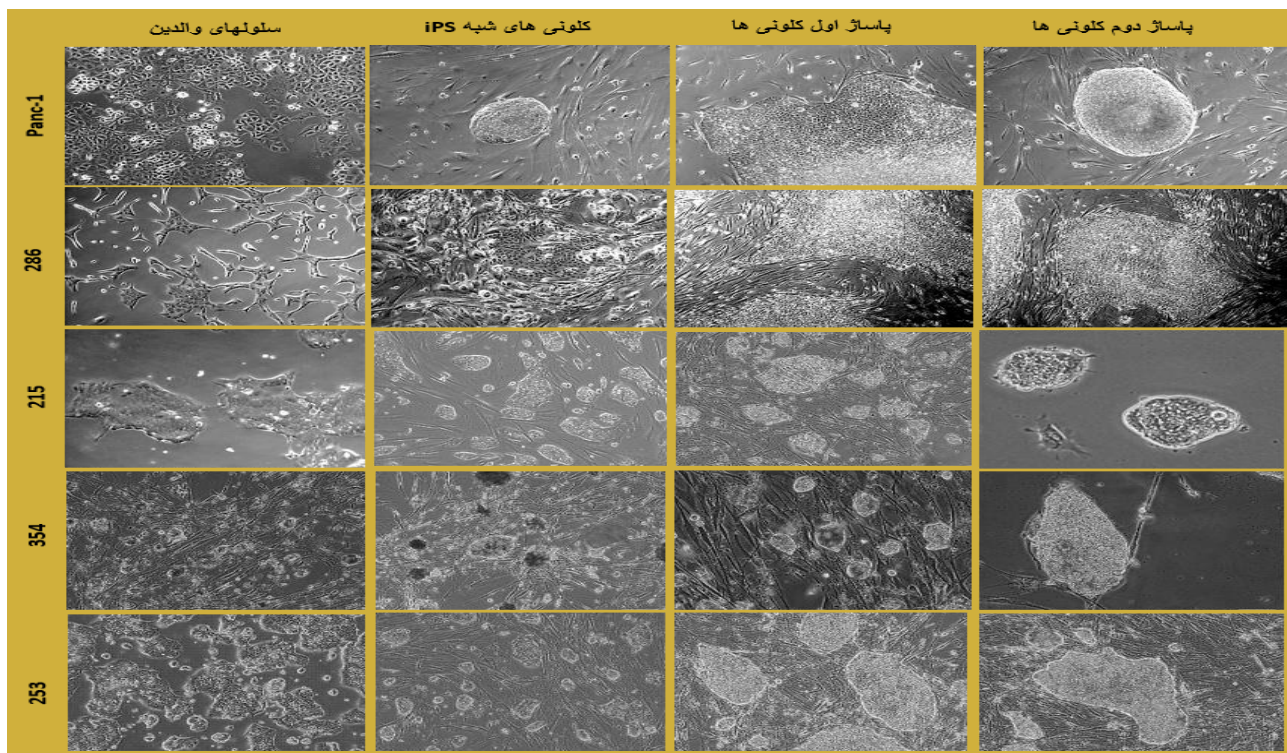 سلولهای والدین
کلونی های شبه iPS
پاساژ اول کلونی ها
پاساژ دوم کلونی ها
Panc-1
286
215
354
253